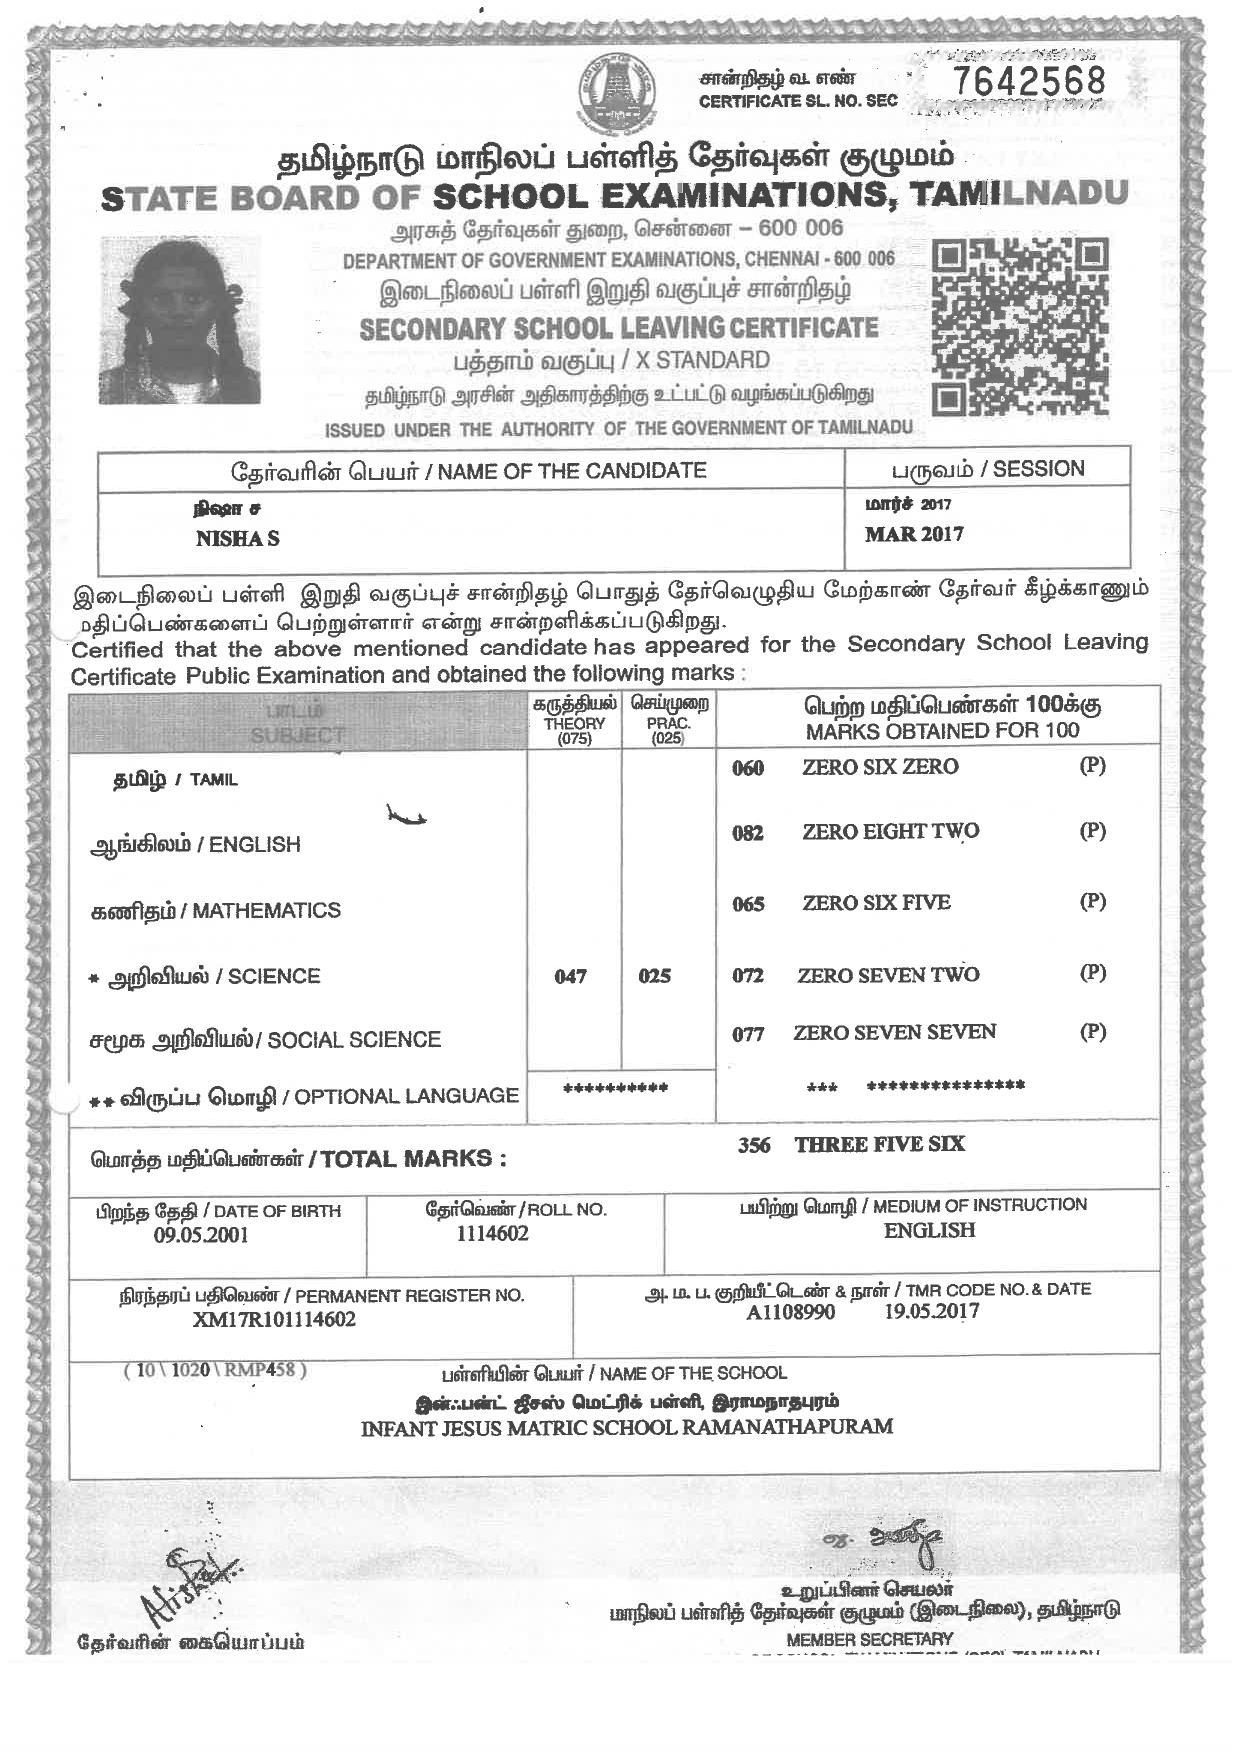 சான்றிதழ் வ. எண்
CERTIFICATE SL. NO. SEC 7642568
தமிழ்நாடு மாநிலப் பள்ளித் தேர்வுகள் குழுமம்
STATE BOARD OF SCHOOL EXAMINATIONS, TAMILNADU
அரசுத் தேர்வுகள் துறை, சென்னை – 600 006
DEPARTMENT OF GOVERNMENT EXAMINATIONS, CHENNAI - 600 006
இடைநிலைப் பள்ளி இறுதி வகுப்புச் சான்றிதழ்
SECONDARY SCHOOL LEAVING CERTIFICATE
பத்தாம் வகுப்பு / X STANDARD
தமிழ்நாடு அரசின் அதிகாரத்திற்கு உட்பட்டு வழங்கப்படுகிறது
ISSUED UNDER THE AUTHORITY OF THE GOVERNMENT OF TAMILNADU
தேர்வரின் பெயர் / NAME OF THE CANDIDATE பருவம் / SESSION
நிஷா ச மார்ச் 2017
NISHA S MAR 2017
இடைநிலைப் பள்ளி இறுதி வகுப்புச் சான்றிதழ் பொதுத் தேர்வெழுதிய மேற்காண் தேர்வர் கீழ்க்காணும்
மதிப்பெண்களைப் பெற்றுள்ளார் என்று சான்றளிக்கப்படுகிறது.
Certified that the above mentioned candidate has appeared for the Secondary School Leaving
Certificate Public Examination and obtained the following marks :
பாடம் கருத்தியல் செய்முறை பெற்ற மதிப்பெண்கள் 100க்கு
SUBJECT THEORY PRAC. MARKS OBTAINED FOR 100
(075) (025)
தமிழ் / TAMIL 060 ZERO SIX ZERO (P)
ஆங்கிலம் / ENGLISH 082 ZERO EIGHT TWO (P)
கணிதம் / MATHEMATICS 065 ZERO SIX FIVE (P)
* அறிவியல் / SCIENCE 047 025 072 ZERO SEVEN TWO (P)
சமூக அறிவியல் / SOCIAL SCIENCE 077 ZERO SEVEN SEVEN (P)
** விருப்ப மொழி / OPTIONAL LANGUAGE ********** *** ***************
மொத்த மதிப்பெண்கள் / TOTAL MARKS : 356 THREE FIVE SIX
பிறந்த தேதி / DATE OF BIRTH தேர்வெண் / ROLL NO. பயிற்று மொழி / MEDIUM OF INSTRUCTION
09.05.2001 1114602 ENGLISH
நிரந்தரப் பதிவெண் / PERMANENT REGISTER NO. அ. ம. ப. குறியீட்டெண் & நாள் / TMR CODE NO. & DATE
XM17R101114602 A1108990 19.05.2017
( 10 \ 1020 \ RMP458 ) பள்ளியின் பெயர் / NAME OF THE SCHOOL
இன்ஃபன்ட் ஜீசஸ் மெட்ரிக் பள்ளி, இராமநாதபுரம்
INFANT JESUS MATRIC SCHOOL RAMANATHAPURAM
உறுப்பினர் செயலர்
மாநிலப் பள்ளித் தேர்வுகள் குழுமம் (இடைநிலை), தமிழ்நாடு
தேர்வரின் கையொப்பம் MEMBER SECRETARY